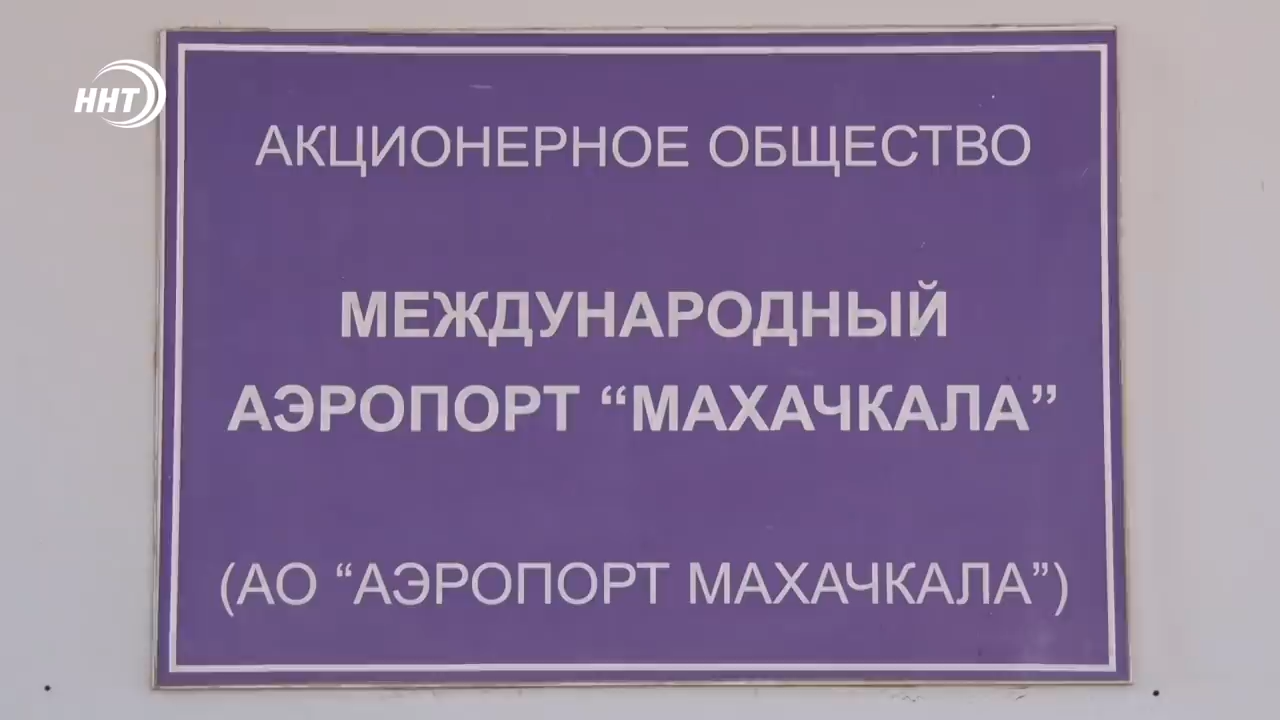 ННТ
АКЦИОНЕРНОЕ ОБЩЕСТВО
МЕЖДУНАРОДНЫЙ
АЭРОПОРТ “МАХАЧКАЛА”
(АО “АЭРОПОРТ МАХАЧКАЛА”)